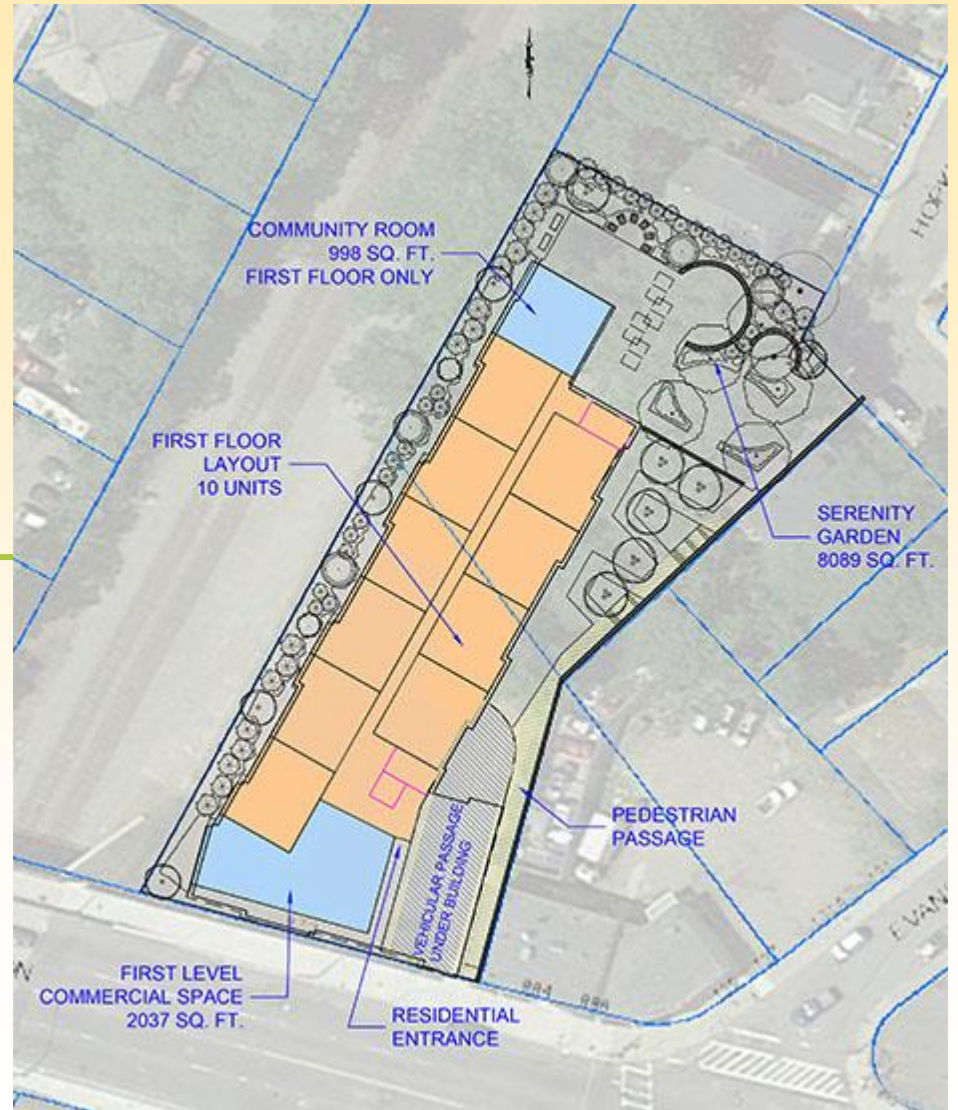 COMMUNITY ROOM
998 SQ. FT.
FIRST FLOOR ONLY
FIRST FLOOR
LAYOUT
10 UNITS
SERENITY
GARDEN
8089 SQ. FT.
PEDESTRIAN
PASSAGE
VEHICULAR PASSAGE
UNDER BUILDING
FIRST LEVEL
COMMERCIAL SPACE
2037 SQ. FT.
RESIDENTIAL
ENTRANCE
EVAN